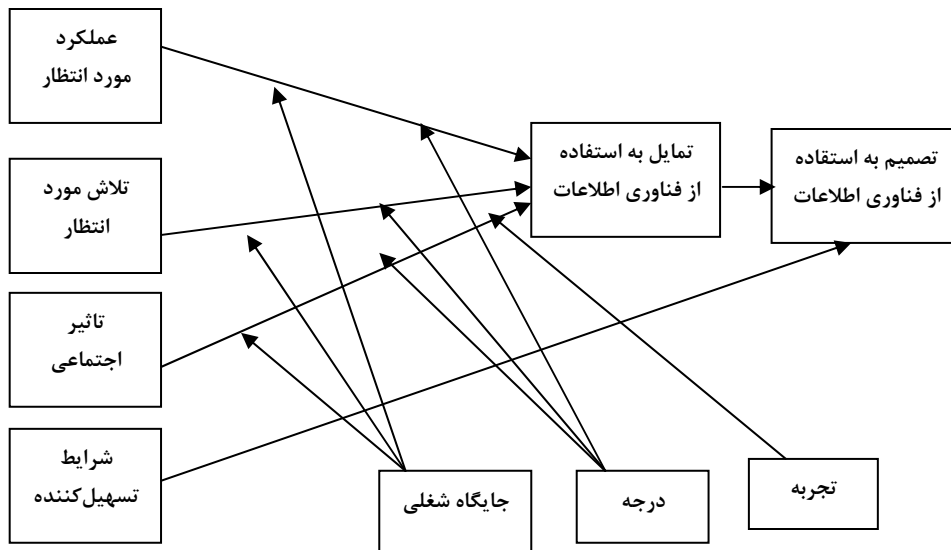 عملکرد
مورد انتظار
تلاش مورد
انتظار
تاثیر
اجتماعی
شرایط
تسهیل‌کننده
تمایل به استفاده
از فناوری اطلاعات
تصمیم به استقاده
از فناوری اطلاعات
جایگاه شغلی
درجه
تجربه